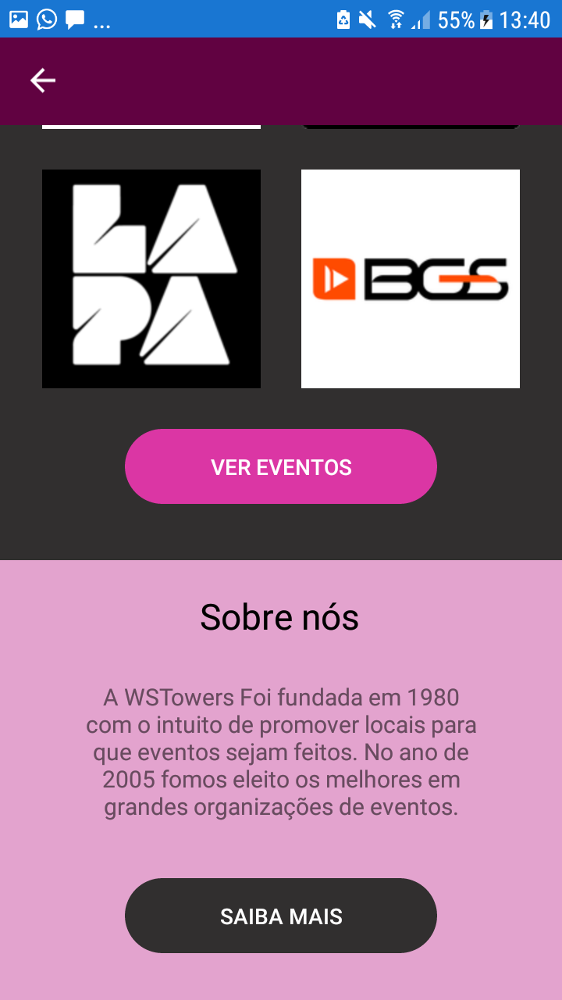 ... 55% 13:40
LA
PA
BGS
VER EVENTOS
Sobre nós
A WSTowers Foi fundada em 1980
com o intuito de promover locais para
que eventos sejam feitos. No ano de
2005 fomos eleito os melhores em
grandes organizações de eventos.
SAIBA MAIS